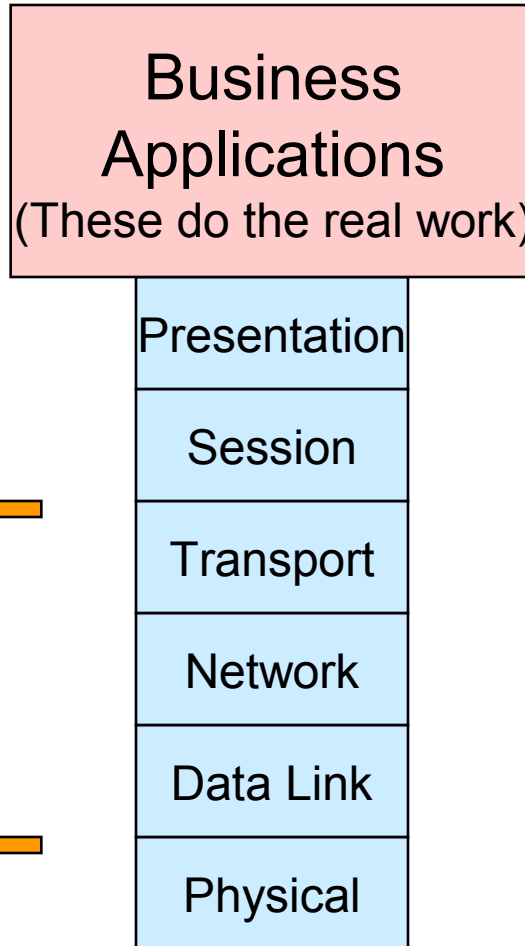 Business
Applications
(These do the real work)
Presentation
Session
Transport
Network
Data Link
Physical